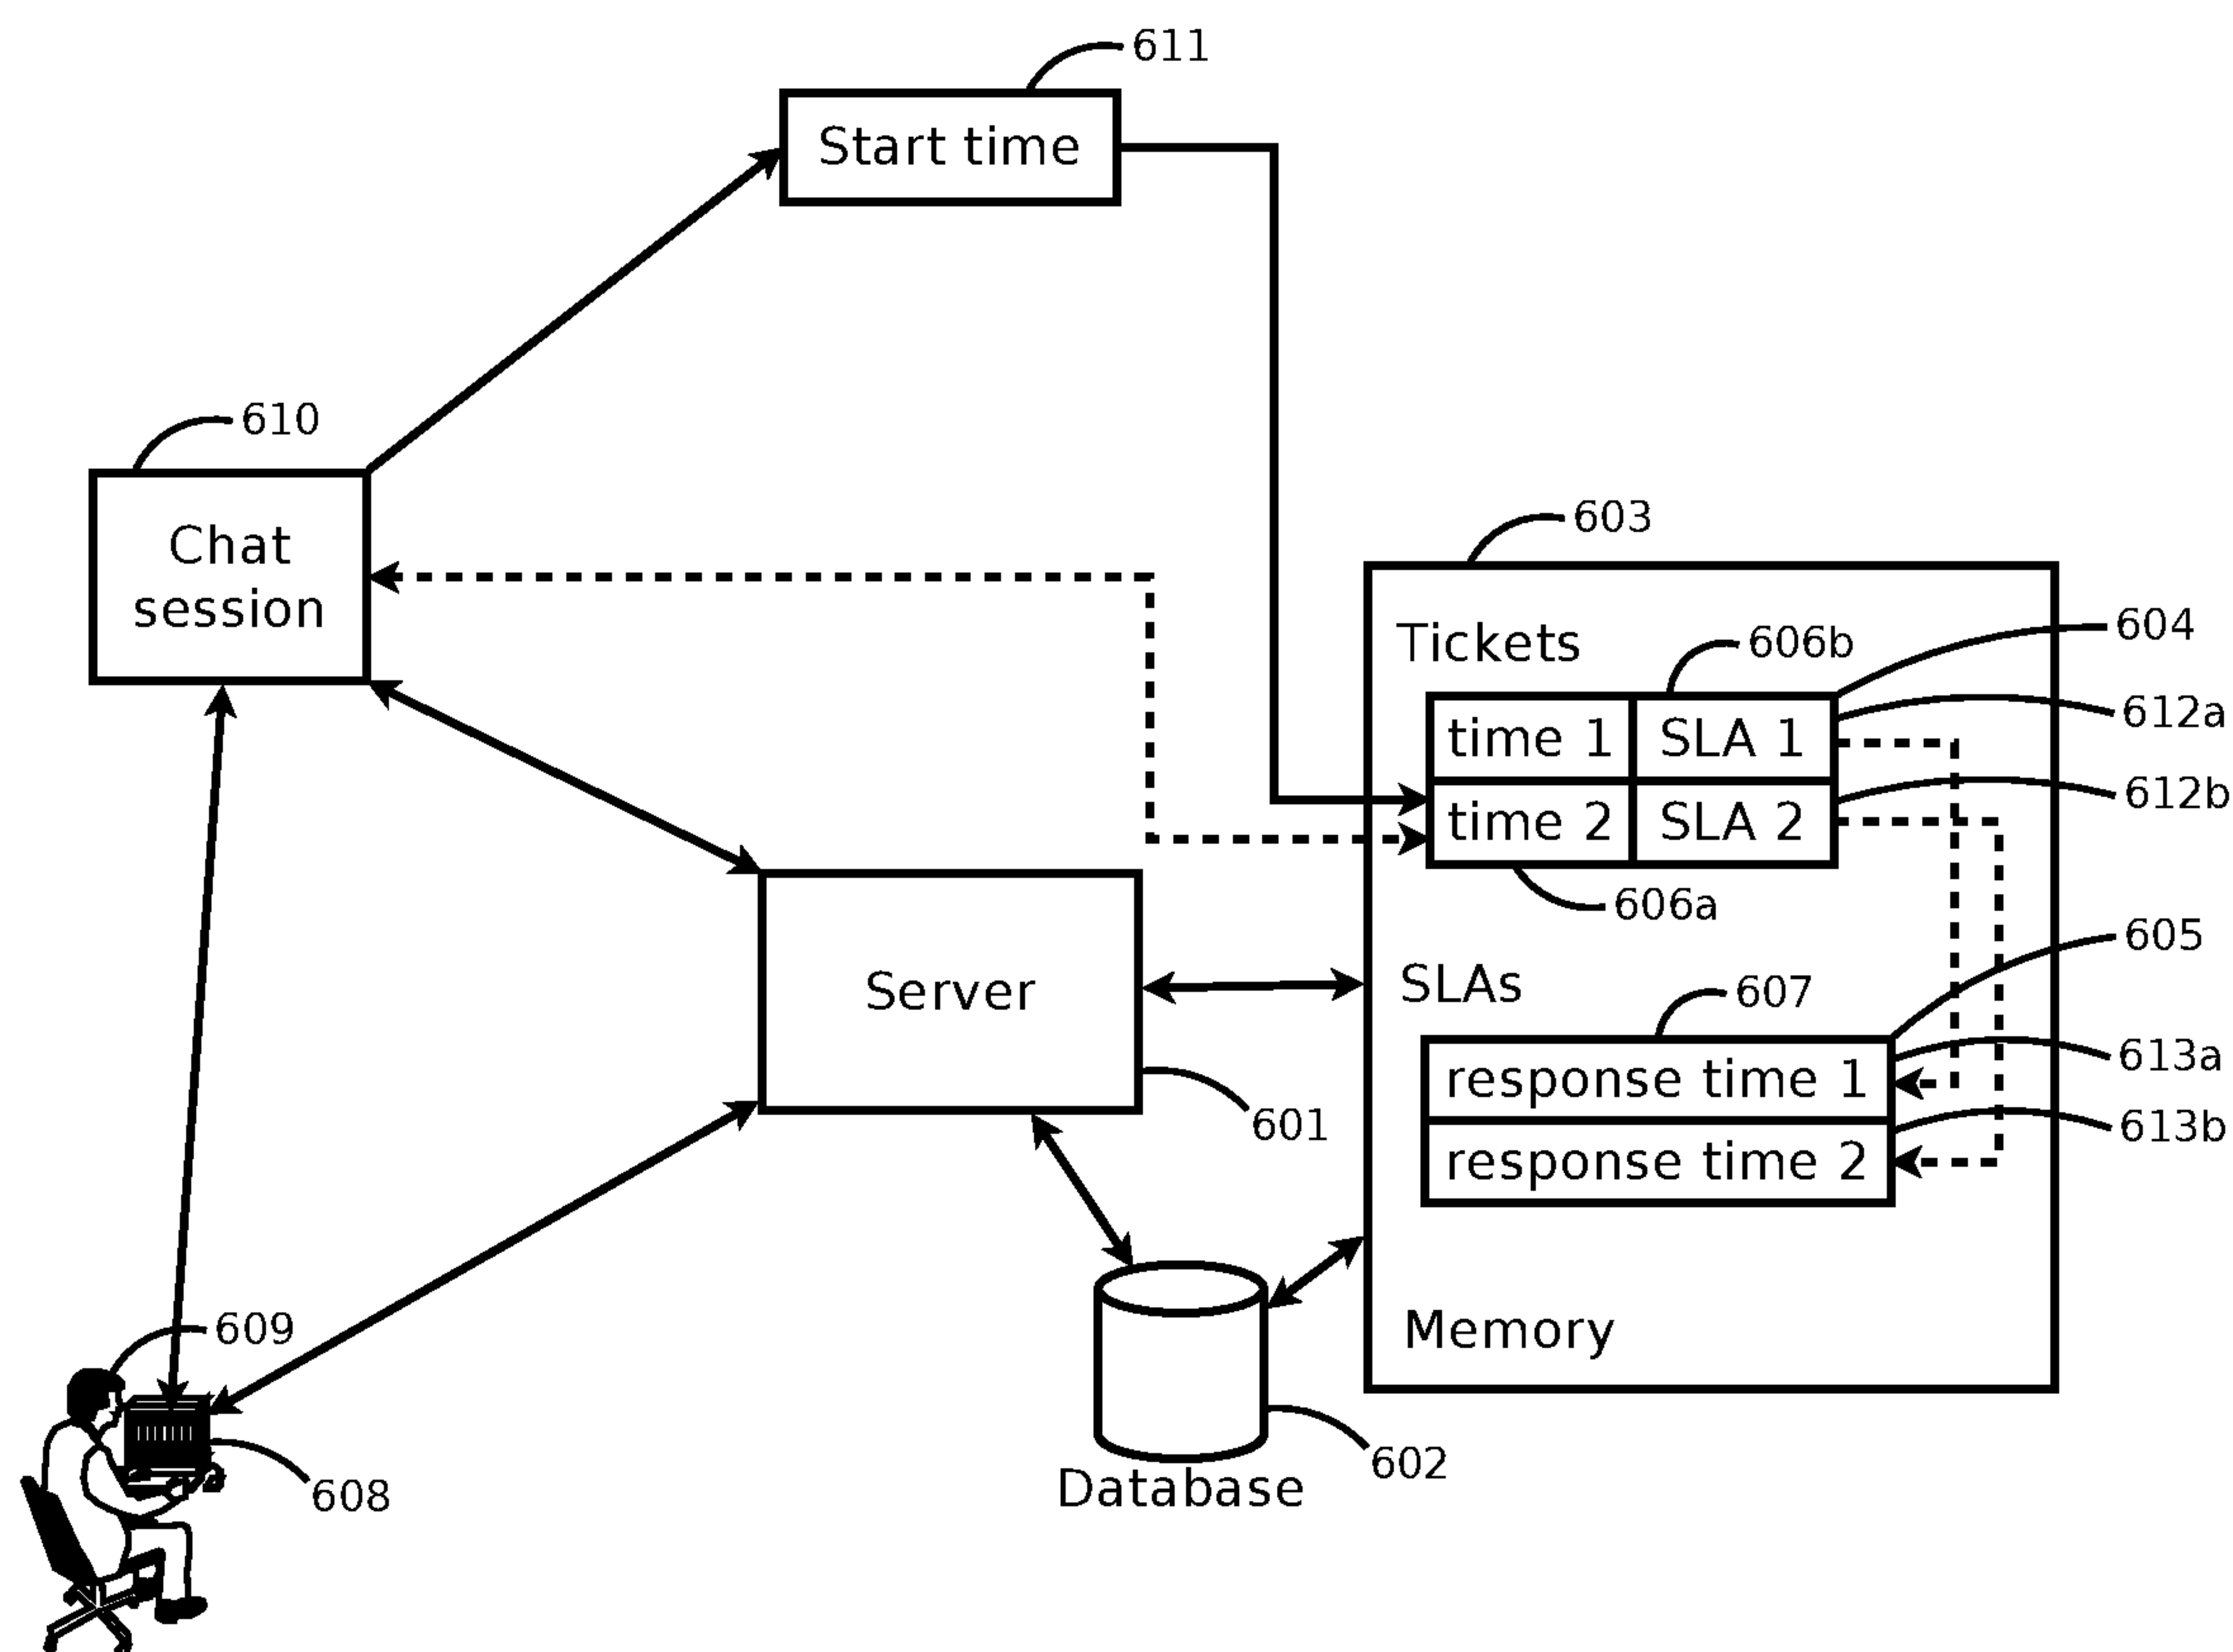 611
Start time
610
Chat
session
603
Tickets
606b
604
612a
time 1 SLA 1
612b
time 2 SLA 2
606a
605
SLAs
607
Server
613a
response time 1
613b
response time 2
601
Memory
609
608
602
Database